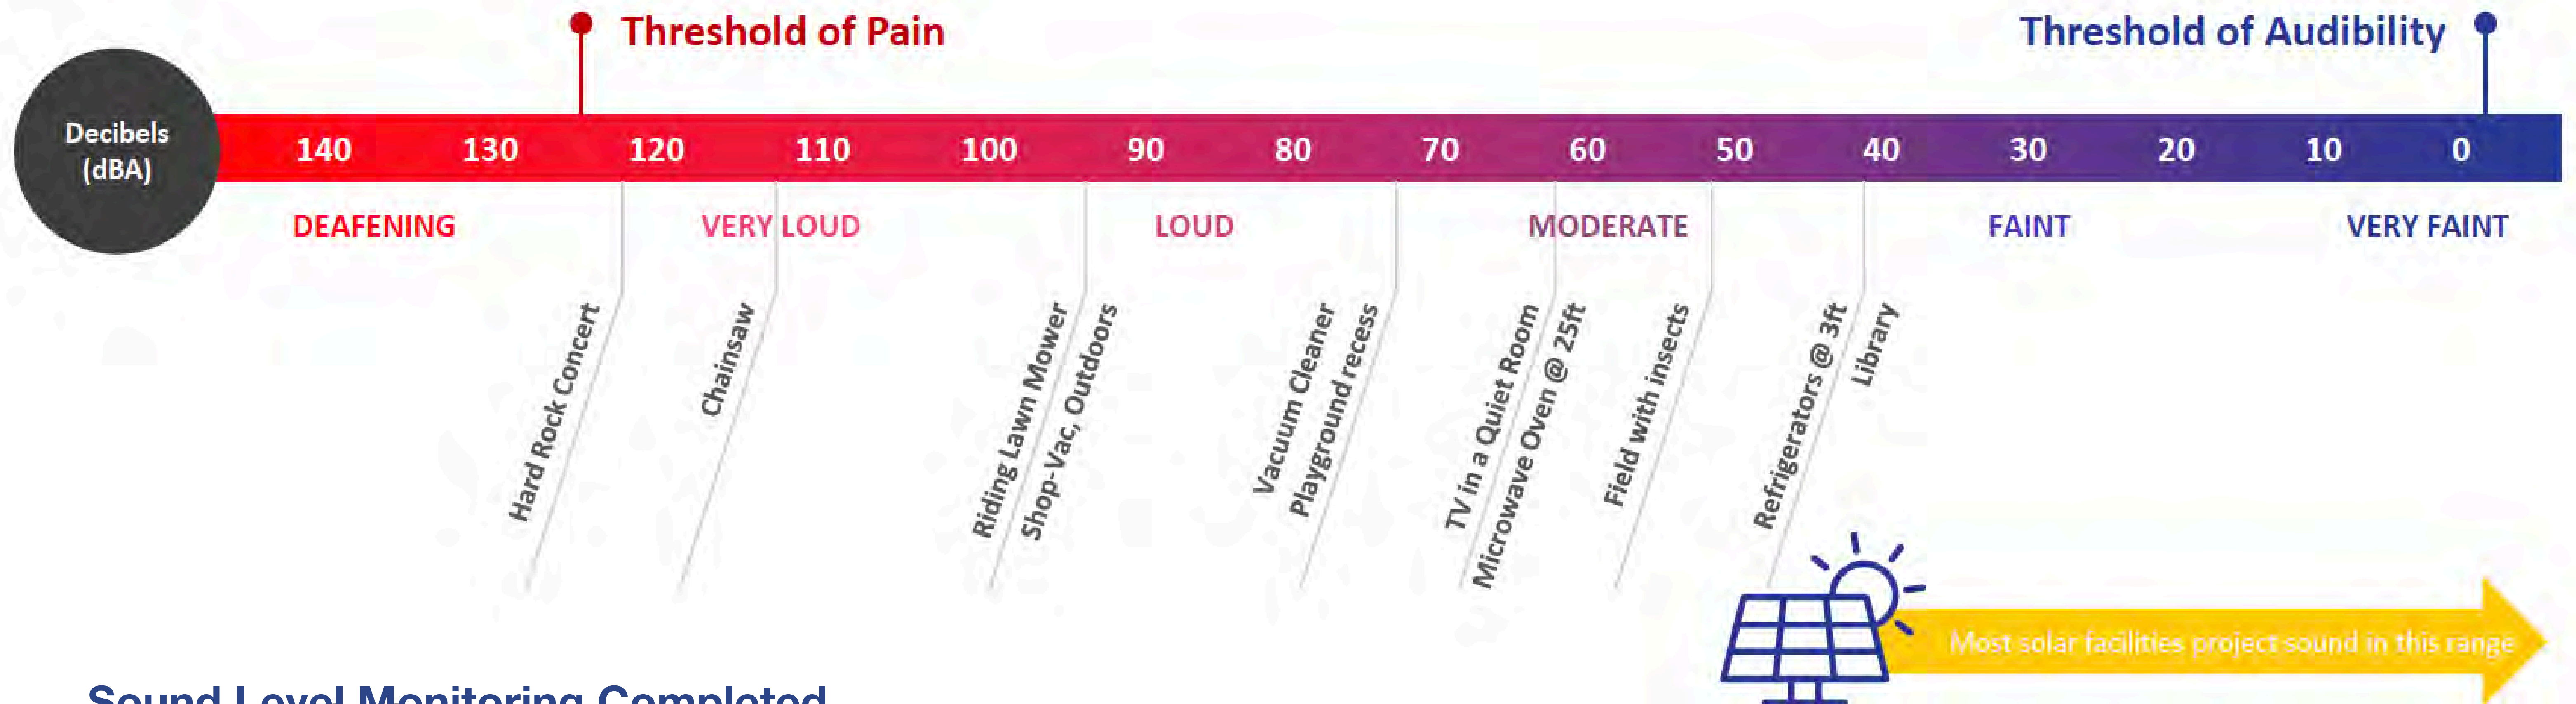 Threshold of Pain
Threshold of Audibility
Decibels
(dBA)
140 130 120 110 100 90 80 70 60 50 40 30 20 10 0
DEAFENING
VERY LOUD
LOUD
MODERATE
FAINT
VERY FAINT
Hard Rock Concert
Chainsaw
Riding Lawn Mower
Shop-Vac, Outdoors
Vacuum Cleaner
Playground recess
TV in a Quiet Room
Microwave Oven @ 25ft
Field with insects
Refrigerators @ 3ft
Library
Most solar facilities project sound in this range
Sound Level Monitoring Completed